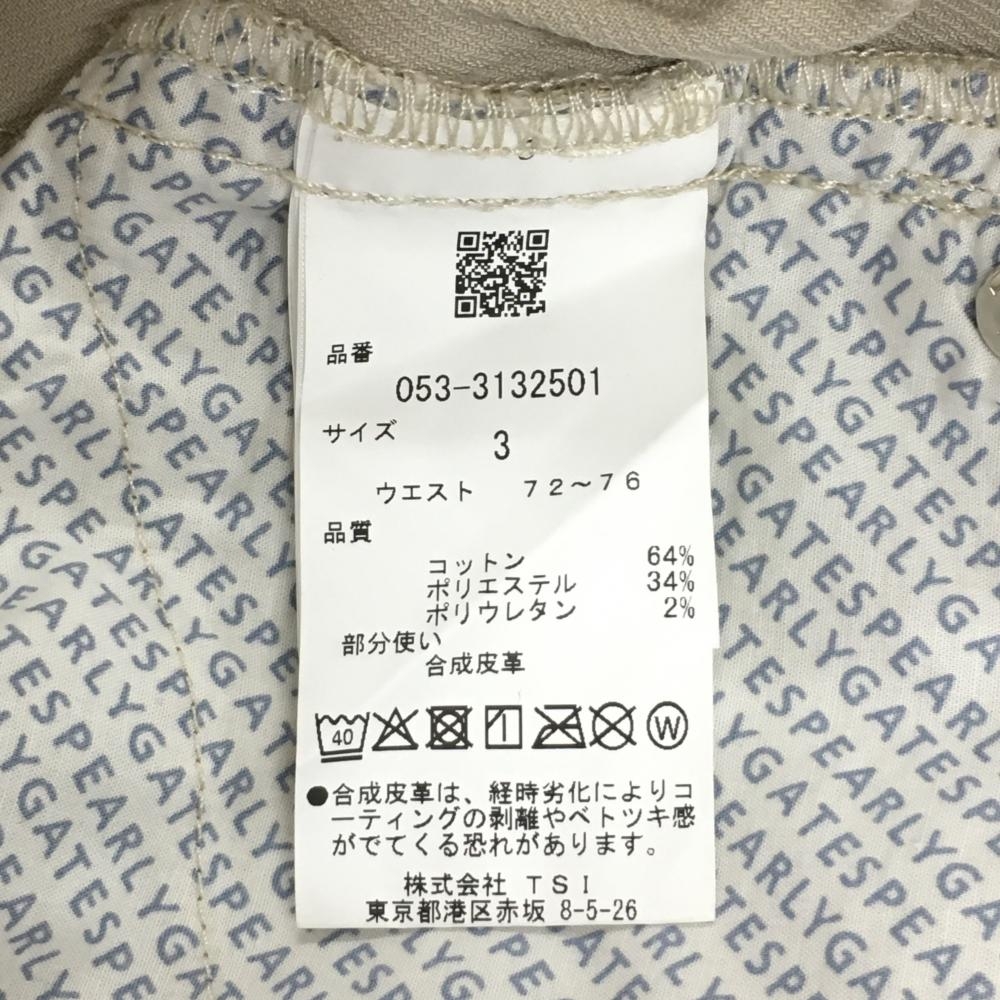 品番
053-3132501
サイズ
3
ウエスト 72～76
品質
コットン 64%
ポリエステル 34%
ポリウレタン 2%
部分使い
合成皮革
40
W
●合成皮革は、経時劣化によりコ
ーティングの剥離やベトツキ感
がでてくる恐れがあります。
株式会社 TSI
東京都港区赤坂 8-5-26
PEARLYGATES